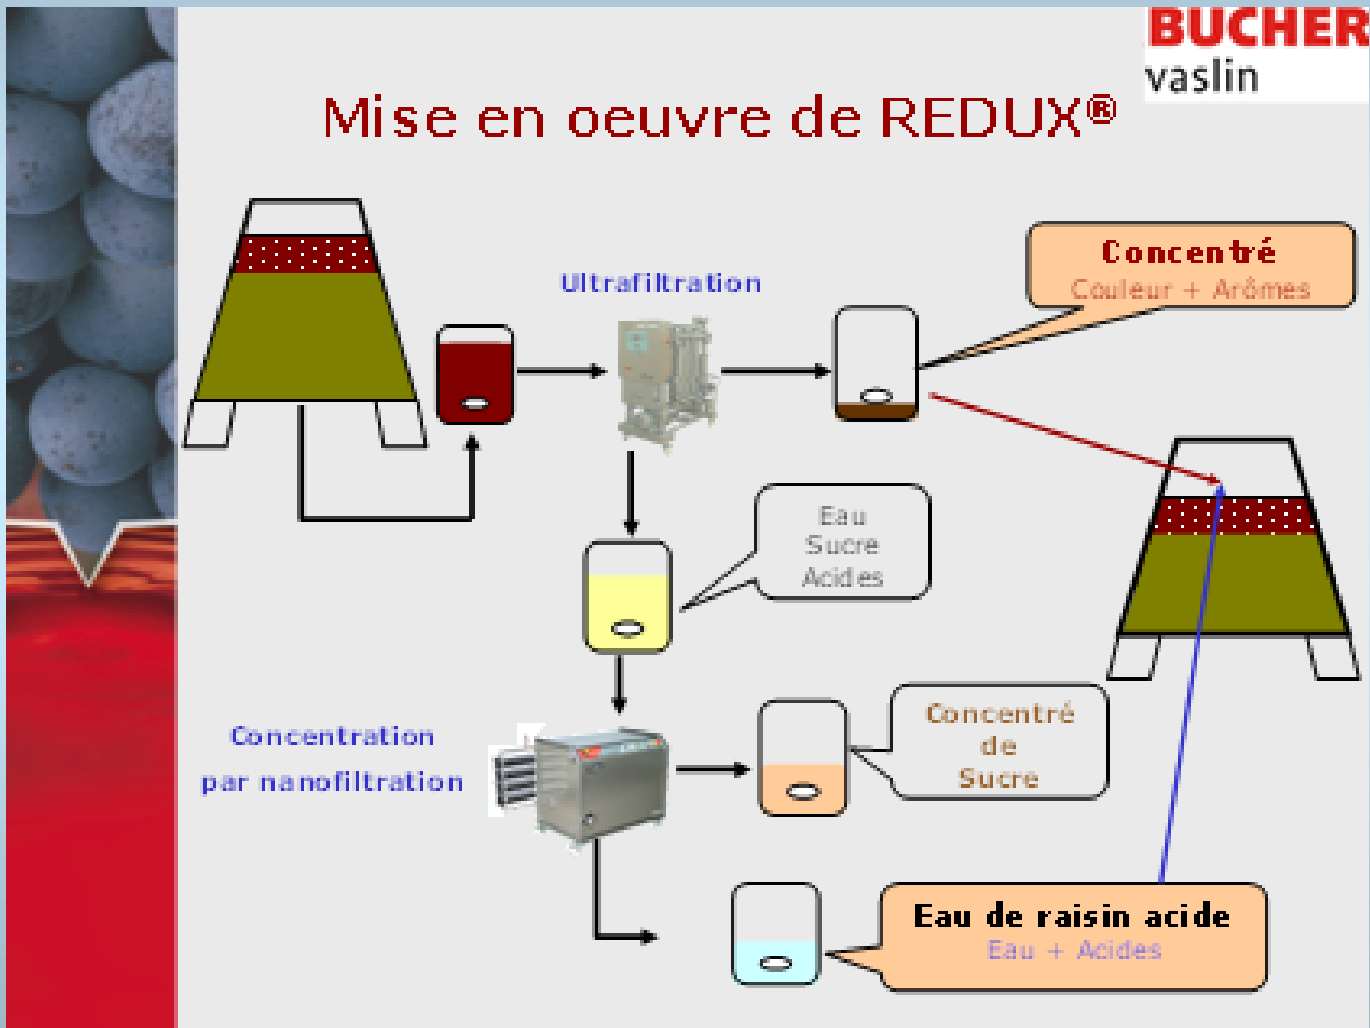 BUCHER
vaslin
Mise en oeuvre de REDUX®
Ultrafiltration
Concentré
Couleur + Arômes
Eau
Sucre
Acides
Concentration
par nanofiltration
Concentré
de
Sucre
Eau de raisin acide
Eau + Acides